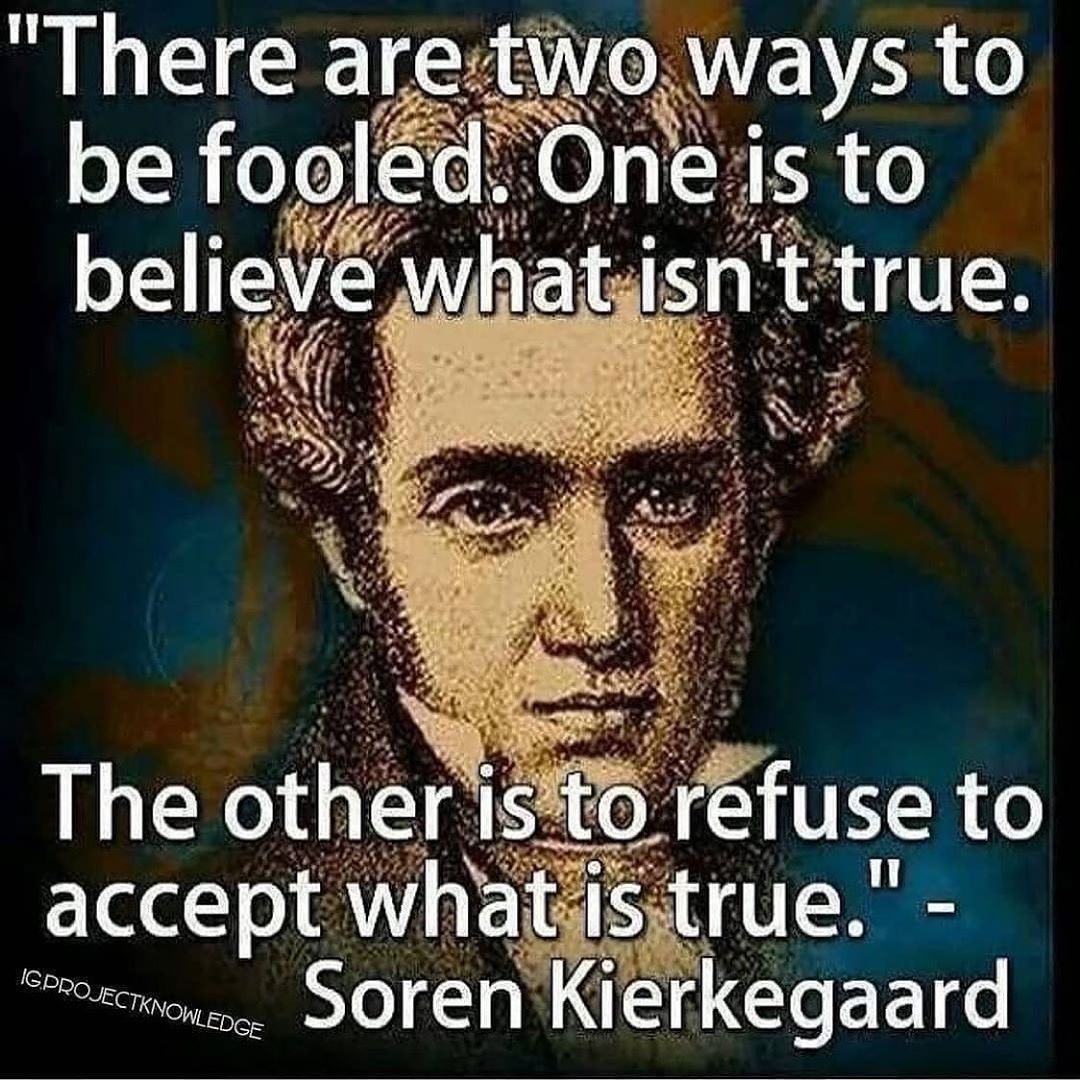 "There are two ways to
be fooled. One is to
believe what isn't true.
The other is to refuse to
accept what is true." -
Soren Kierkegaard
IG:PROJECTKNOWLEDGE